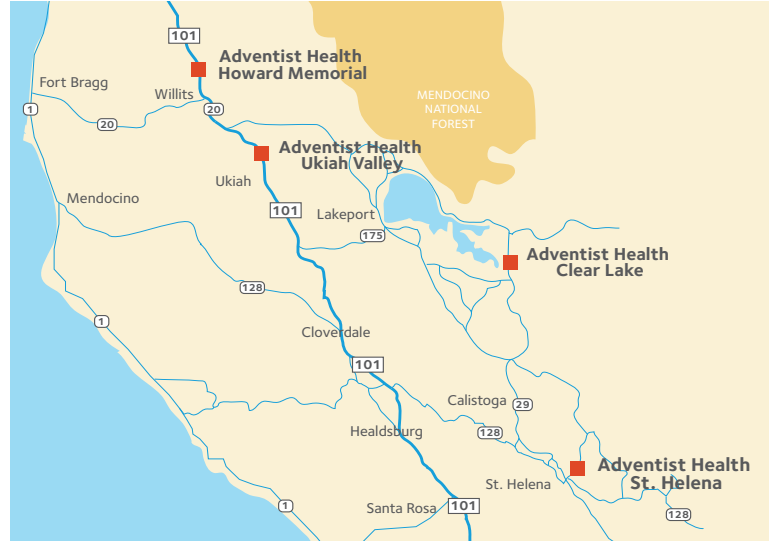 101
Adventist Health
Howard Memorial
Fort Bragg
Willits
MENDOCINO
NATIONAL
FOREST
1
20
20
Adventist Health
Ukiah Valley
Ukiah
Mendocino
101
Lakeport
175
Adventist Health
Clear Lake
128
1
Cloverdale
101
Calistoga
29
Healdsburg
128
Adventist Health
St. Helena
St. Helena
1
Santa Rosa
101
128